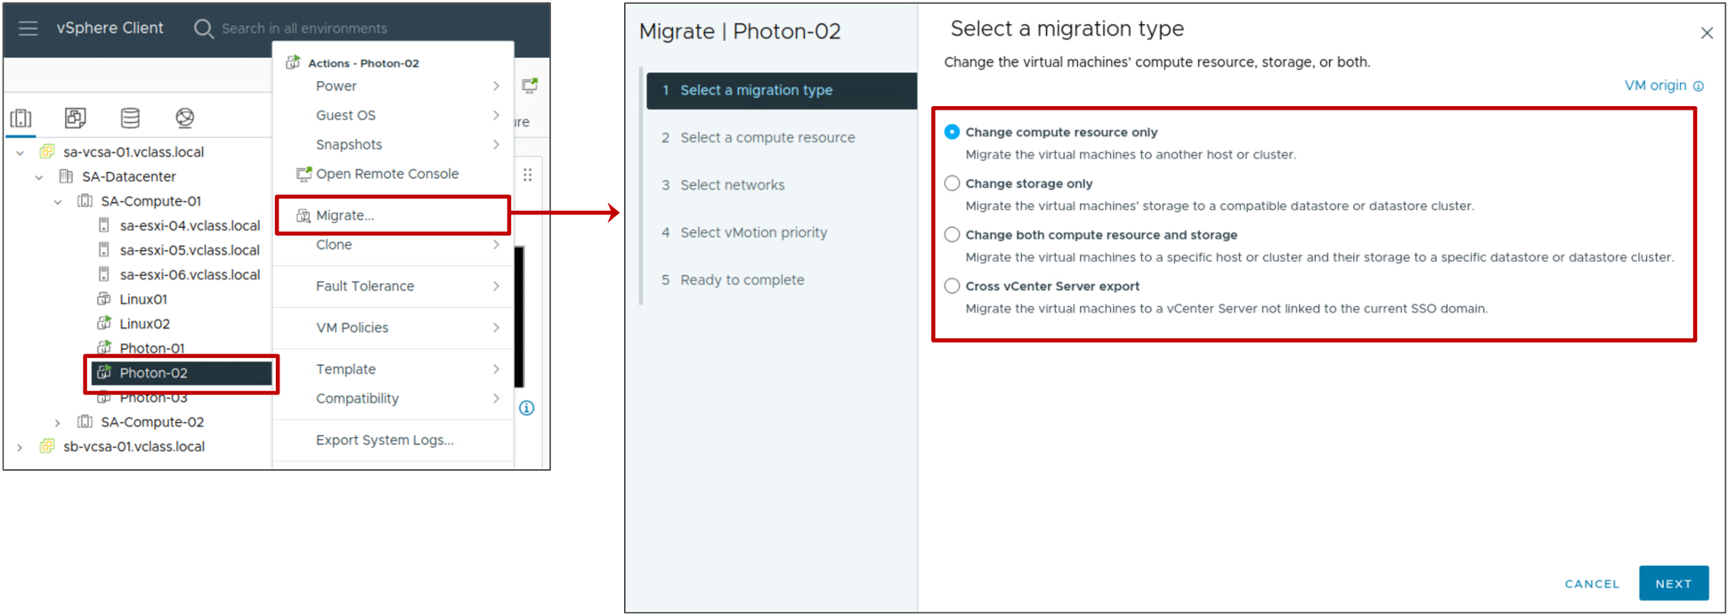 vSphere Client
Search in all environments
Actions - Photon-02
Power
Guest OS
Snapshots
Open Remote Console
Migrate...
Clone
Fault Tolerance
VM Policies
Template
Compatibility
Export System Logs...
sa-vcsa-01.vclass.local
SA-Datacenter
SA-Compute-01
sa-esxi-04.vclass.local
sa-esxi-05.vclass.local
sa-esxi-06.vclass.local
Linux01
Linux02
Photon-01
Photon-02
Photon-03
SA-Compute-02
sb-vcsa-01.vclass.local
Migrate | Photon-02
1 Select a migration type
2 Select a compute resource
3 Select networks
4 Select vMotion priority
5 Ready to complete
Select a migration type
Change the virtual machines' compute resource, storage, or both.
VM origin
Change compute resource only
Migrate the virtual machines to another host or cluster.
Change storage only
Migrate the virtual machines' storage to a compatible datastore or datastore cluster.
Change both compute resource and storage
Migrate the virtual machines to a specific host or cluster and their storage to a specific datastore or datastore cluster.
Cross vCenter Server export
Migrate the virtual machines to a vCenter Server not linked to the current SSO domain.
CANCEL
NEXT